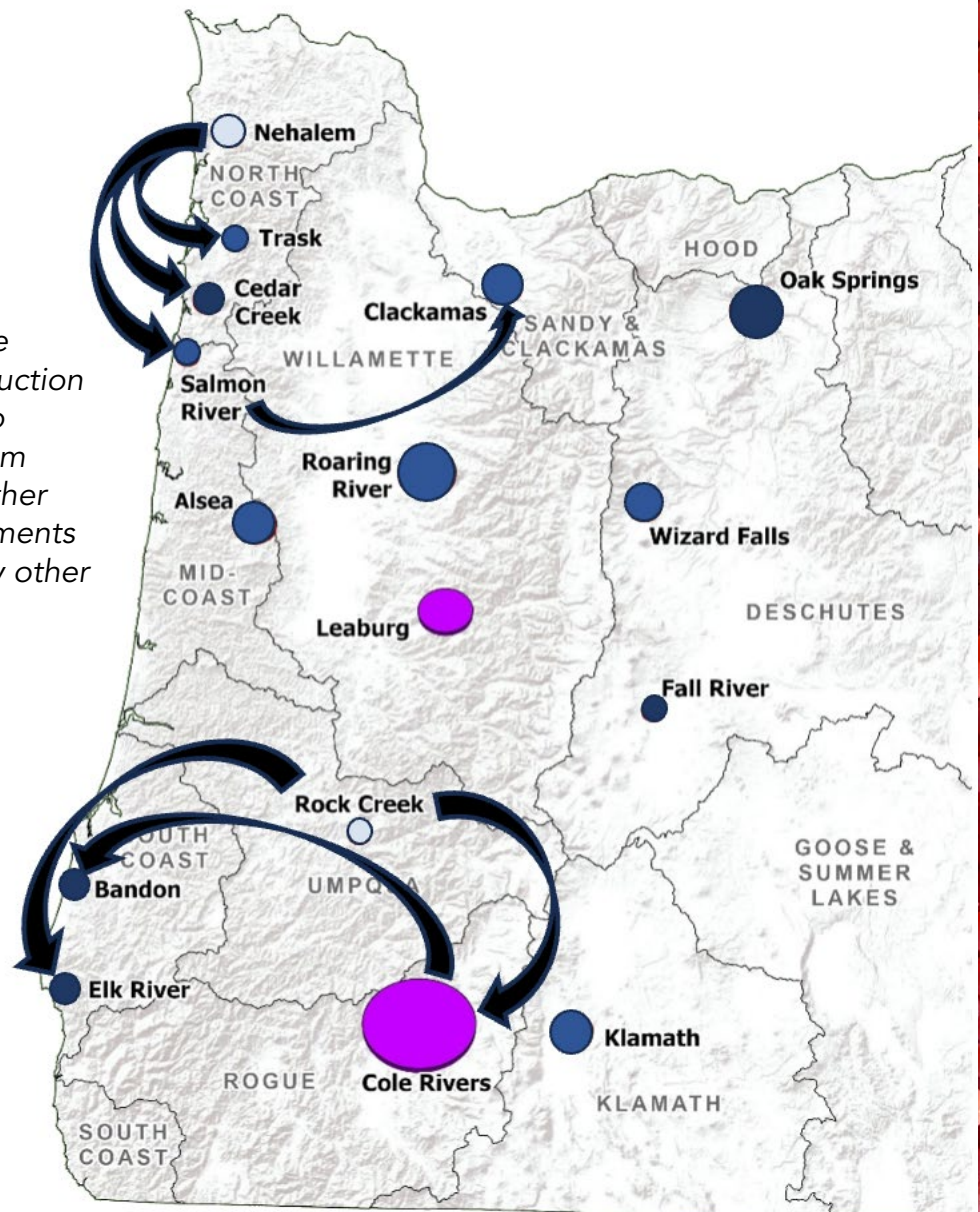 Nehalem
NORTH
COAST
Trask
HOOD
Cedar
Creek
Oak Springs
Clackamas
SANDY &
CLACKAMAS
WILLAMETTE
uction
Salmon
River
m
Roaring
River
ther
Alsea
ments
Wizard Falls
y other
MID-
COAST
DESCHUTES
Leaburg
Fall River
Rock Creek
SOUTH
COAST
GOOSE &
SUMMER
LAKES
Bandon
UMPQUA
Elk River
Klamath
ROGUE
Cole Rivers
KLAMATH
SOUTH
COAST